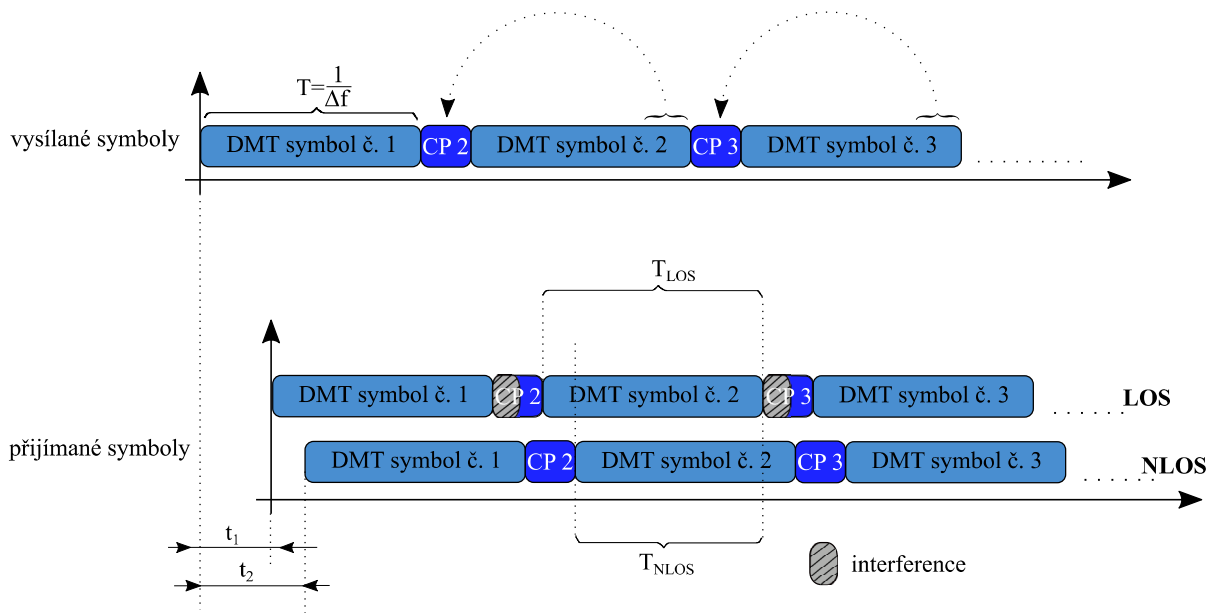 T=1/Δf
vysílané symboly
DMT symbol č. 1
CP 2
DMT symbol č. 2
CP 3
DMT symbol č. 3
. . . . . . . .
T_LOS
přijímané symboly
DMT symbol č. 1
CP 2
DMT symbol č. 2
CP 3
DMT symbol č. 3
. . . . . . . LOS
DMT symbol č. 1
CP 2
DMT symbol č. 2
CP 3
DMT symbol č. 3
. . . . . . . NLOS
t₁
t₂
T_NLOS
interference